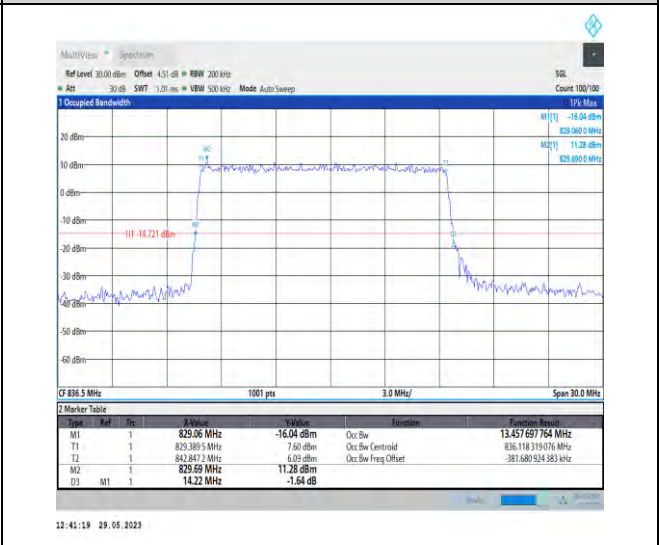 MultiView Spectrum
Ref Level 30.00 dBm Offset 4.51 dB RBW 200 kHz SGL
Att 30 dB SWT 1.01 ms VBW 500 kHz Mode Auto Sweep Count 100/100
1 Occupied Bandwidth 1Pk Max
M1[1] -16.04 dBm
829.060 0 MHz
20 dBm M2[1] 11.28 dBm
829.690 0 MHz
M2
T1 T1
10 dBm
0 dBm
-10 dBm
M1
H1 -14.721 dBm
-20 dBm
-30 dBm
-40 dBm
-50 dBm
-60 dBm
CF 836.5 MHz 1001 pts 3.0 MHz/ Span 30.0 MHz
2 Marker Table
Type Ref Trc X-Value Y-Value Function Function Result
M1 1 829.06 MHz -16.04 dBm Occ Bw 13.457 697 764 MHz
T1 1 829.389 5 MHz 7.60 dBm Occ Bw Centroid 836.118 319 076 MHz
T2 1 842.847 2 MHz 6.09 dBm Occ Bw Freq Offset -381.680 924 383 kHz
M2 1 829.69 MHz 11.28 dBm
D3 M1 1 14.22 MHz -1.64 dB
12:41:19 29.05.2023